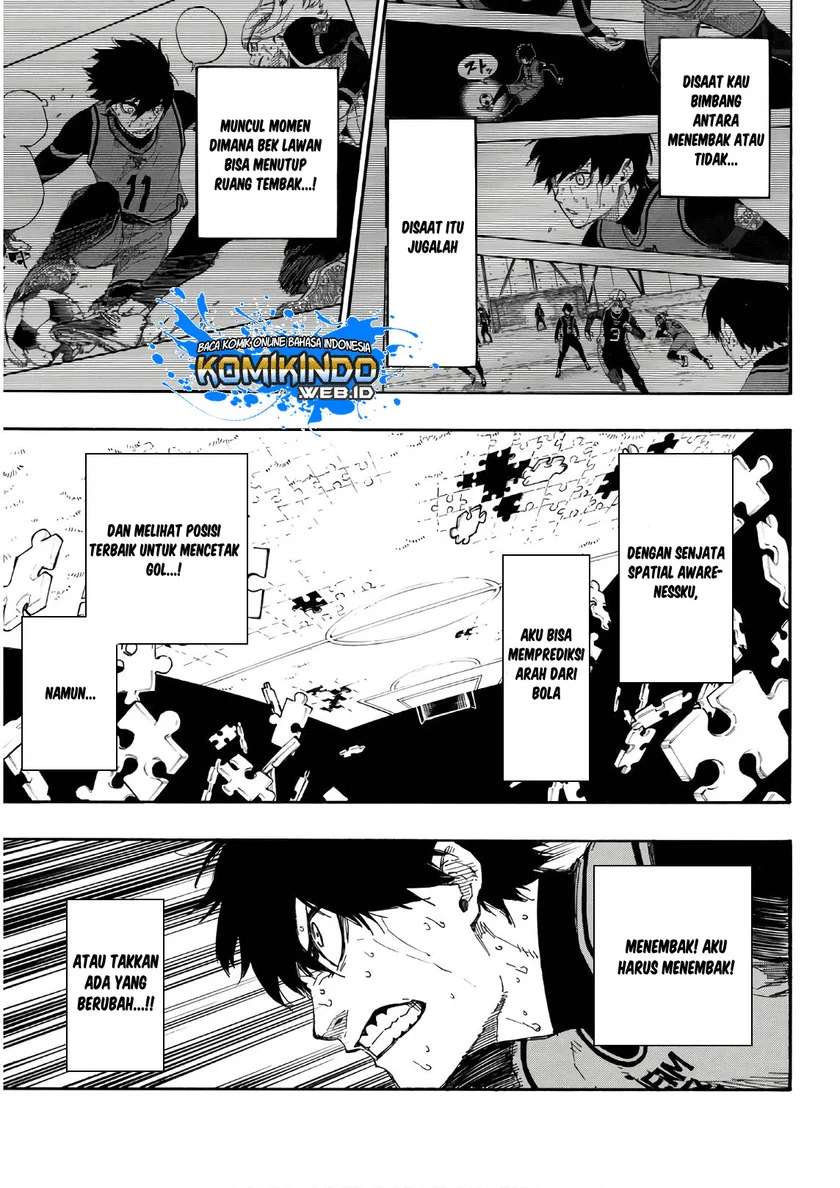 DISAAT KAU
BIMBANG
ANTARA
MENEMBAK ATAU
TIDAK...
DISAAT ITU
JUGALAH
MUNCUL MOMEN
DIMANA BEK LAWAN
BISA MENUTUP
RUANG TEMBAK...!
11
3
BACA KOMIK ONLINE BAHASA INDONESIA
KOMIKINDO
.WEB.ID
DENGAN SENJATA
SPATIAL AWARE-
NESSKU,
AKU BISA
MEMPREDIKSI
ARAH DARI
BOLA
DAN MELIHAT POSISI
TERBAIK UNTUK MENCETAK
GOL...!
NAMUN...
MENEMBAK! AKU
HARUS MENEMBAK!
ATAU TAKKAN
ADA YANG
BERUBAH...!!